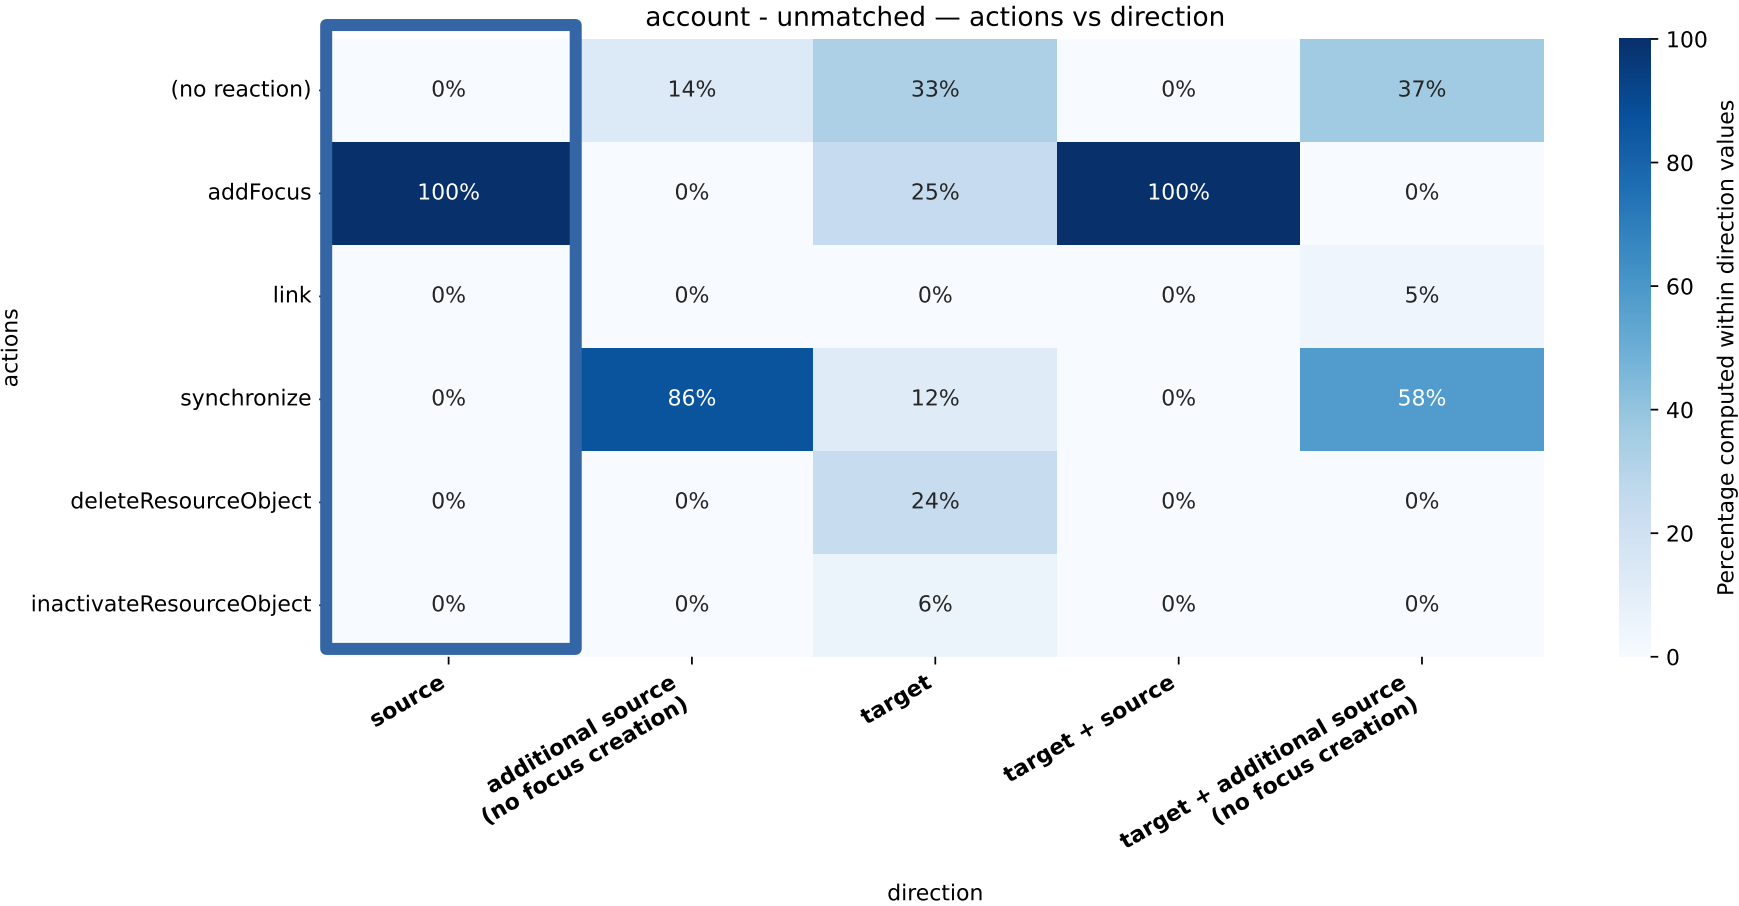 account - unmatched — actions vs direction
actions
(no reaction) 0% 14% 33% 0% 37%
addFocus 100% 0% 25% 100% 0%
link 0% 0% 0% 0% 5%
synchronize 0% 86% 12% 0% 58%
deleteResourceObject 0% 0% 24% 0% 0%
inactivateResourceObject 0% 0% 6% 0% 0%
source
additional source
(no focus creation)
target
target + source
target + additional source
(no focus creation)
direction
100
80
60
40
20
0
Percentage computed within direction values